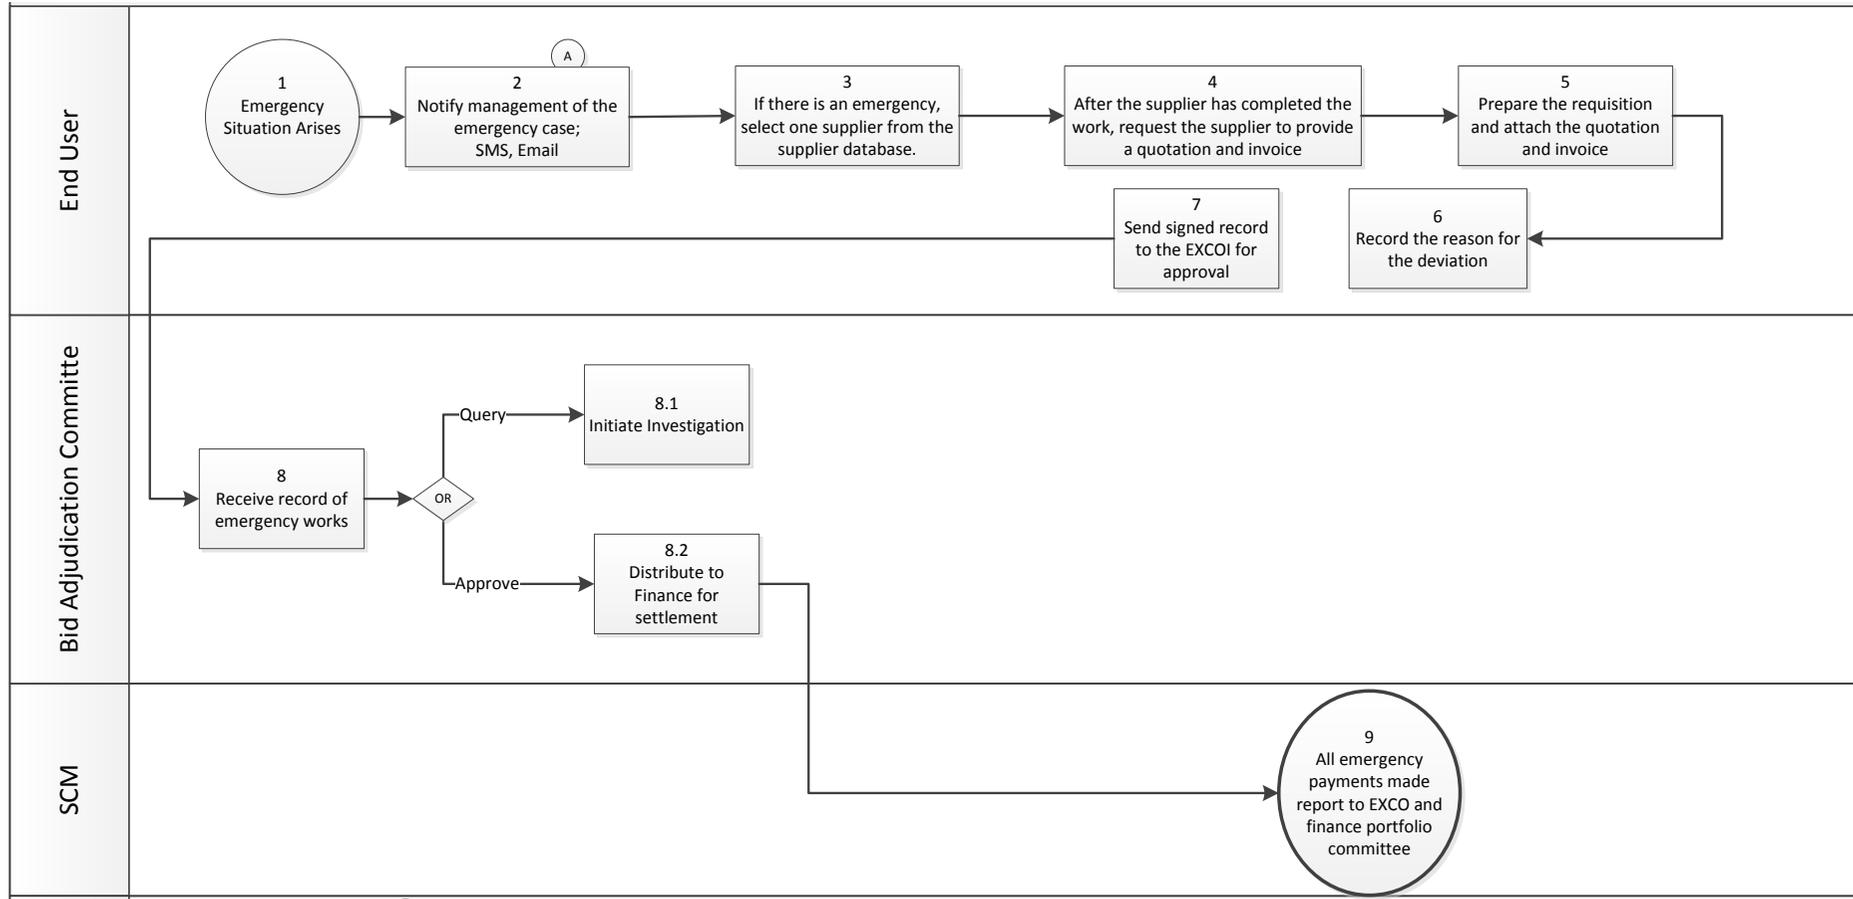 End User
1
Emergency
Situation Arises
A
2
Notify management of the
emergency case;
SMS, Email
3
If there is an emergency,
select one supplier from the
supplier database.
4
After the supplier has completed the
work, request the supplier to provide
a quotation and invoice
5
Prepare the requisition
and attach the quotation
and invoice
6
Record the reason for
the deviation
7
Send signed record
to the EXCOI for
approval
Bid Adjudication Committe
8
Receive record of
emergency works
OR
Query
8.1
Initiate Investigation
Approve
8.2
Distribute to
Finance for
settlement
SCM
9
All emergency
payments made
report to EXCO and
finance portfolio
committee